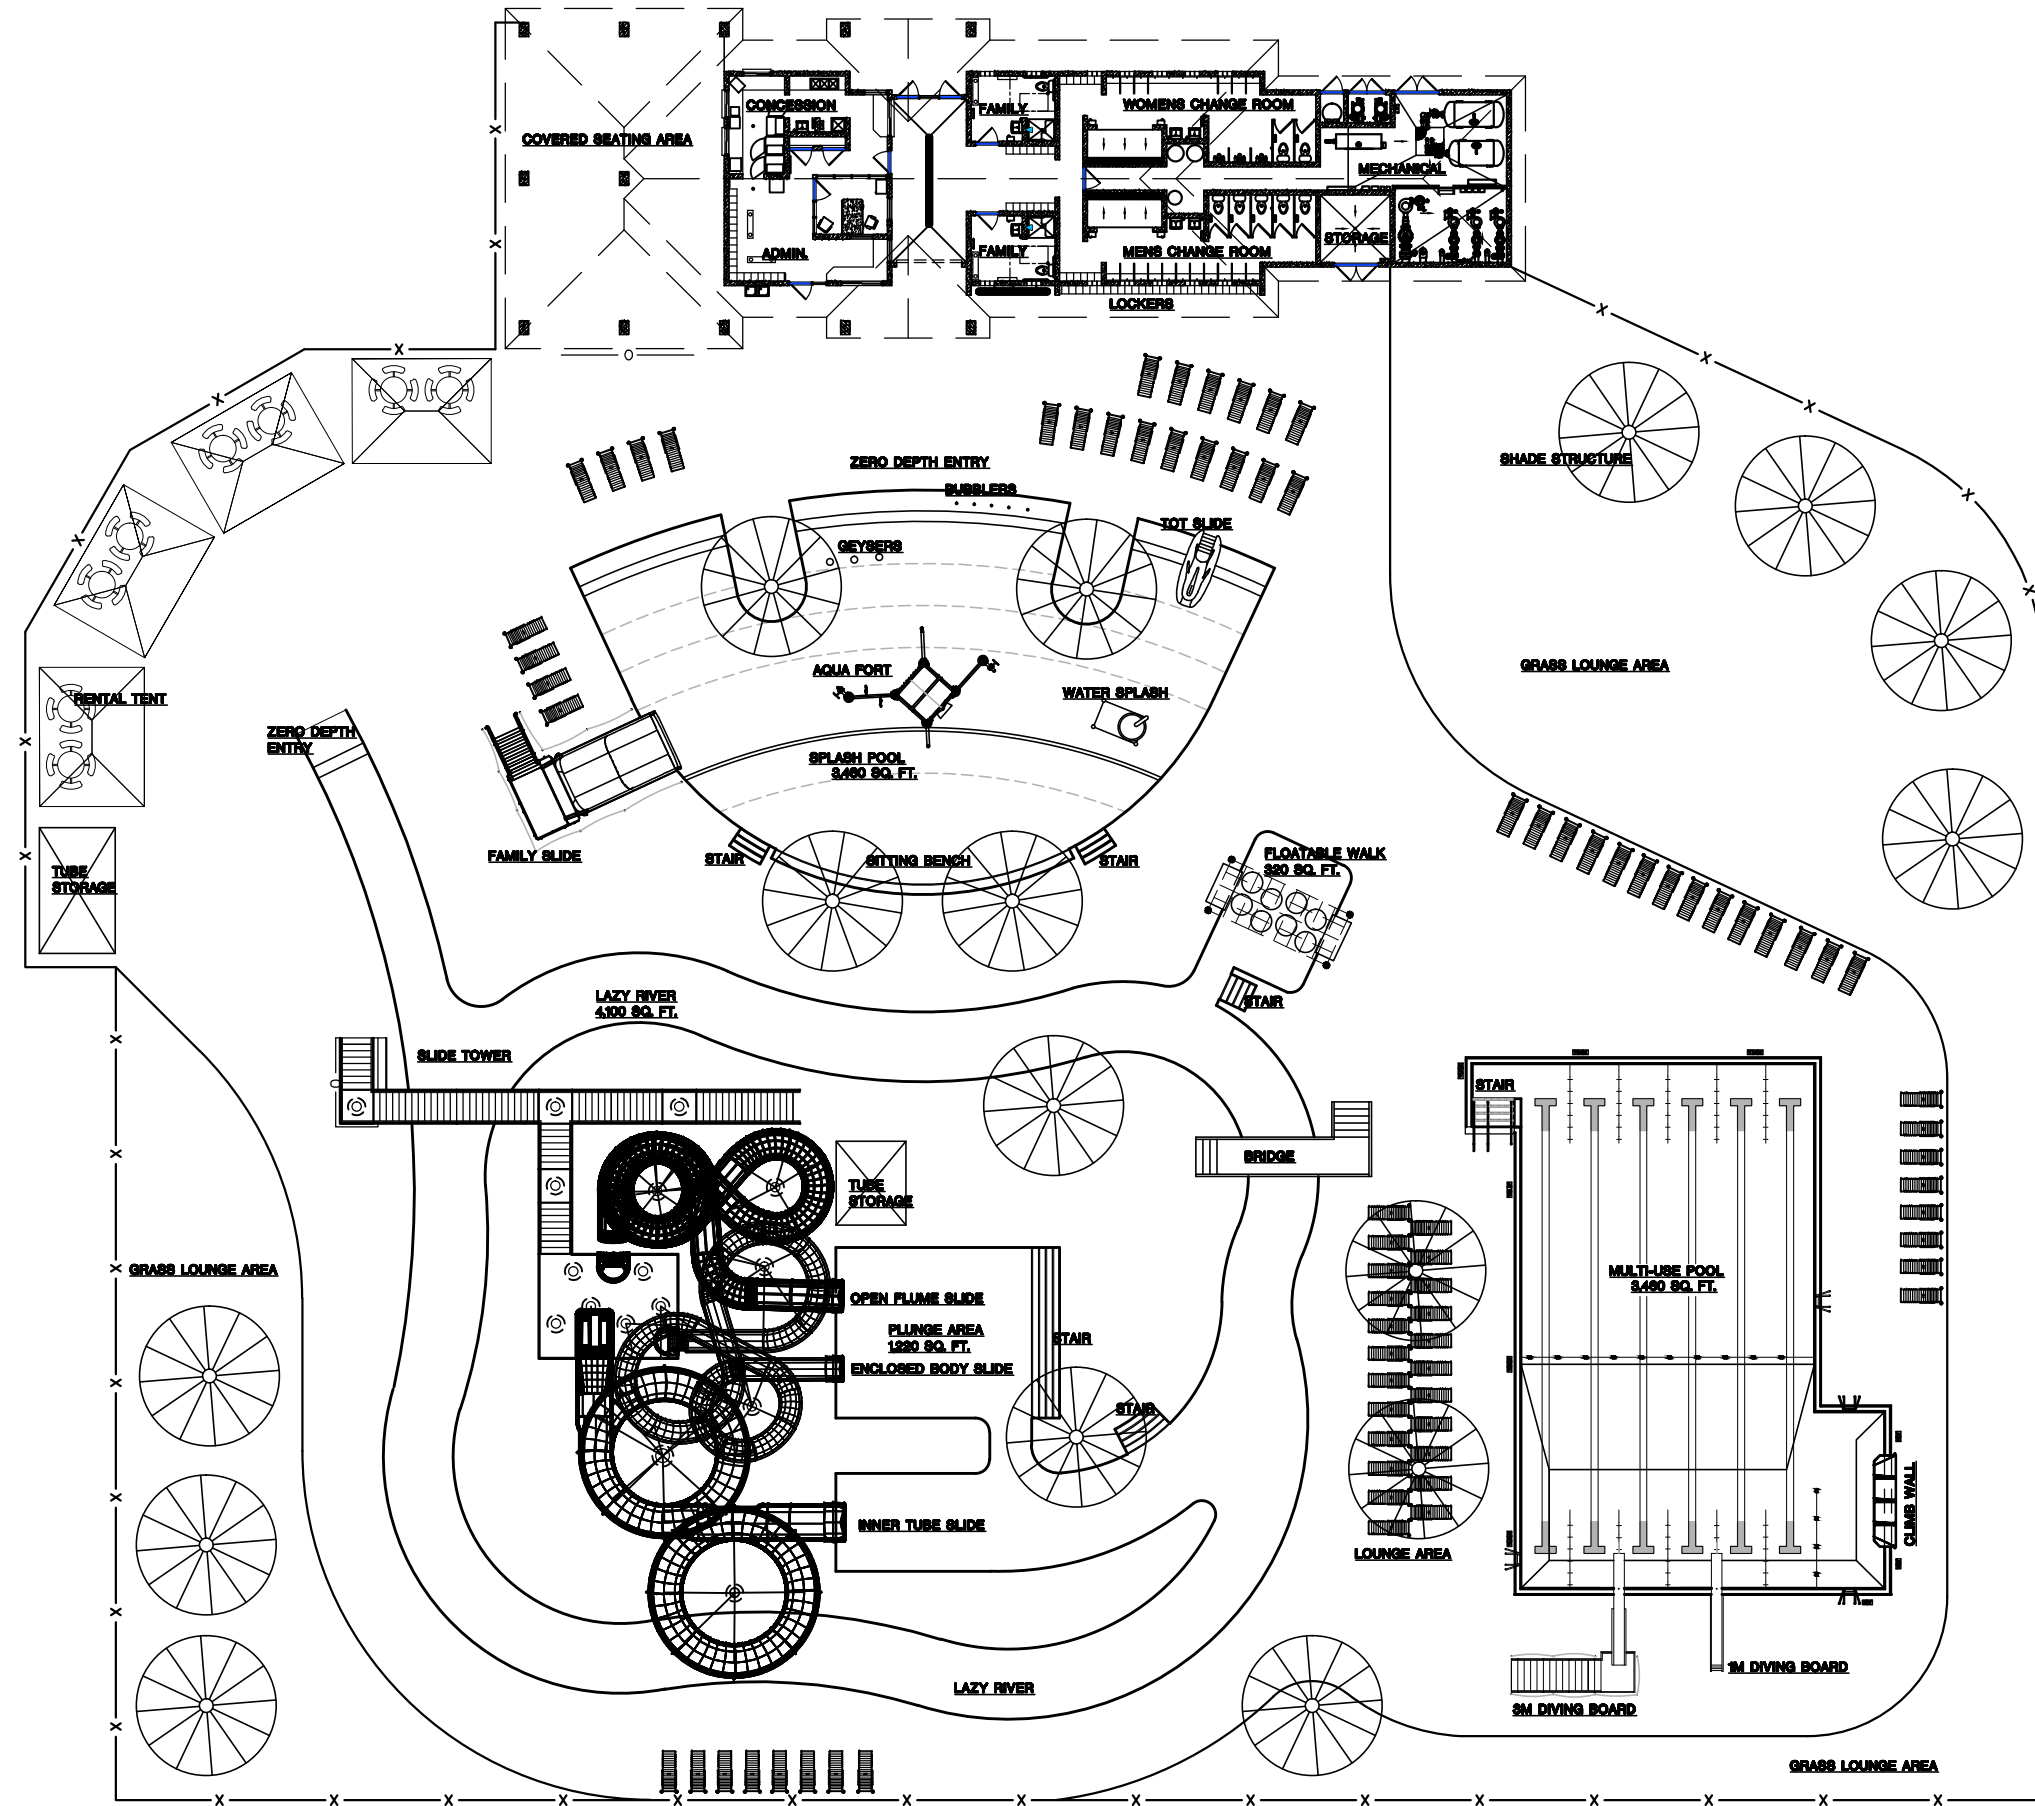 CONCESSION
FAMILY
WOMENS CHANGE ROOM
COVERED SEATING AREA
MECHANICAL
ADMIN.
FAMILY
MENS CHANGE ROOM
STORAGE
LOCKERS
ZERO DEPTH ENTRY
SHADE STRUCTURE
BUBBLERS
TOT SLIDE
GEYSERS
AQUA FORT
GRASS LOUNGE AREA
RENTAL TENT
WATER SPLASH
ZERO DEPTH
ENTRY
SPLASH POOL
3,460 SQ. FT.
FAMILY SLIDE
STAIR
SITTING BENCH
STAIR
FLOATABLE WALK
320 SQ. FT.
TUBE
STORAGE
LAZY RIVER
4,100 SQ. FT.
STAIR
SLIDE TOWER
STAIR
BRIDGE
TUBE
STORAGE
GRASS LOUNGE AREA
MULTI-USE POOL
3,460 SQ. FT.
OPEN FLUME SLIDE
PLUNGE AREA
1,220 SQ. FT.
STAIR
ENCLOSED BODY SLIDE
STAIR
CLIMB WALL
INNER TUBE SLIDE
LOUNGE AREA
LAZY RIVER
1M DIVING BOARD
3M DIVING BOARD
GRASS LOUNGE AREA